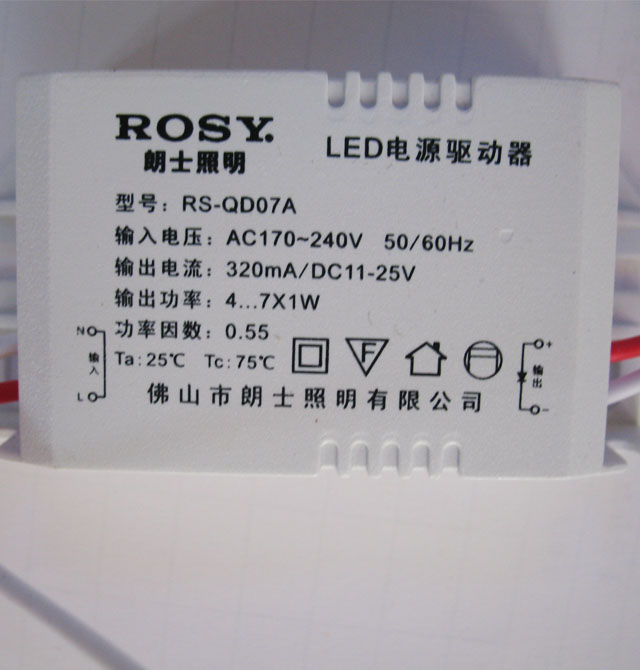 ROSY.
朗士照明
LED电源驱动器
型号：RS-QD07A
输入电压：AC170~240V 50/60Hz
输出电流：320mA/DC11-25V
输出功率：4...7X1W
功率因数：0.55
Ta：25℃ Tc：75℃
F
N
输入
L
+
输出
-
佛山市朗士照明有限公司